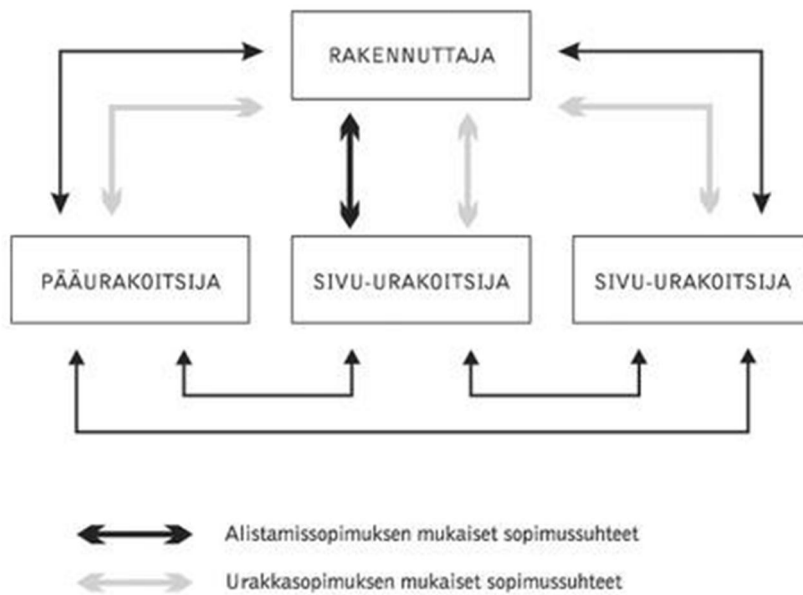 RAKENNUTTAJA
PÄÄURAKOITSIJA
SIVU-URAKOITSIJA
SIVU-URAKOITSIJA
Alistamissopimuksen mukaiset sopimussuhteet
Urakkasopimuksen mukaiset sopimussuhteet